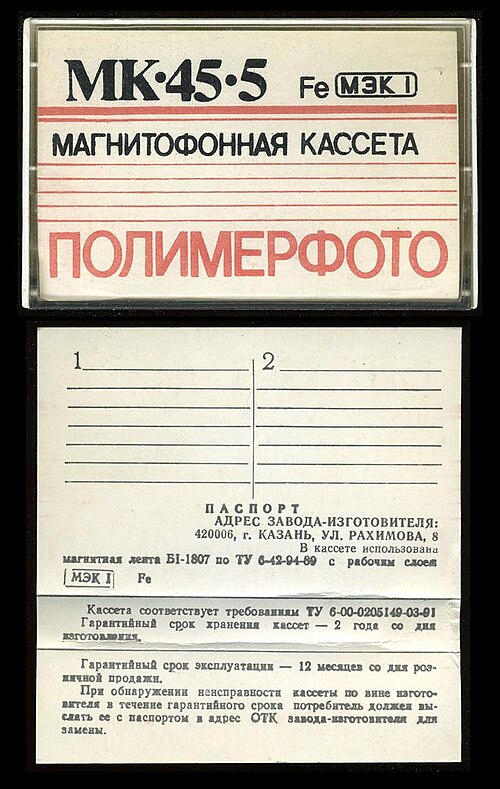 МК·45·5 Fe МЭК I
МАГНИТОФОННАЯ КАССЕТА
ПОЛИМЕРФОТО
1 2
ПАСПОРТ
АДРЕС ЗАВОДА-ИЗГОТОВИТЕЛЯ:
420006, г. КАЗАНЬ, УЛ. РАХИМОВА, 8
В кассете использована
магнитная лента Б1-1807 по ТУ 6-42-94-89 с рабочим слоем
МЭК I Fe
Кассета соответствует требованиям ТУ 6-00-0205149-03-91
Гарантийный срок хранения кассет — 2 года со дня
изготовления.
Гарантийный срок эксплуатации — 12 месяцев со дня роз-
ничной продажи.
При обнаружении неисправности кассеты по вине изгото-
вителя в течение гарантийного срока потребитель должен вы-
слать ее с паспортом в адрес ОТК завода-изготовителя для
замены.